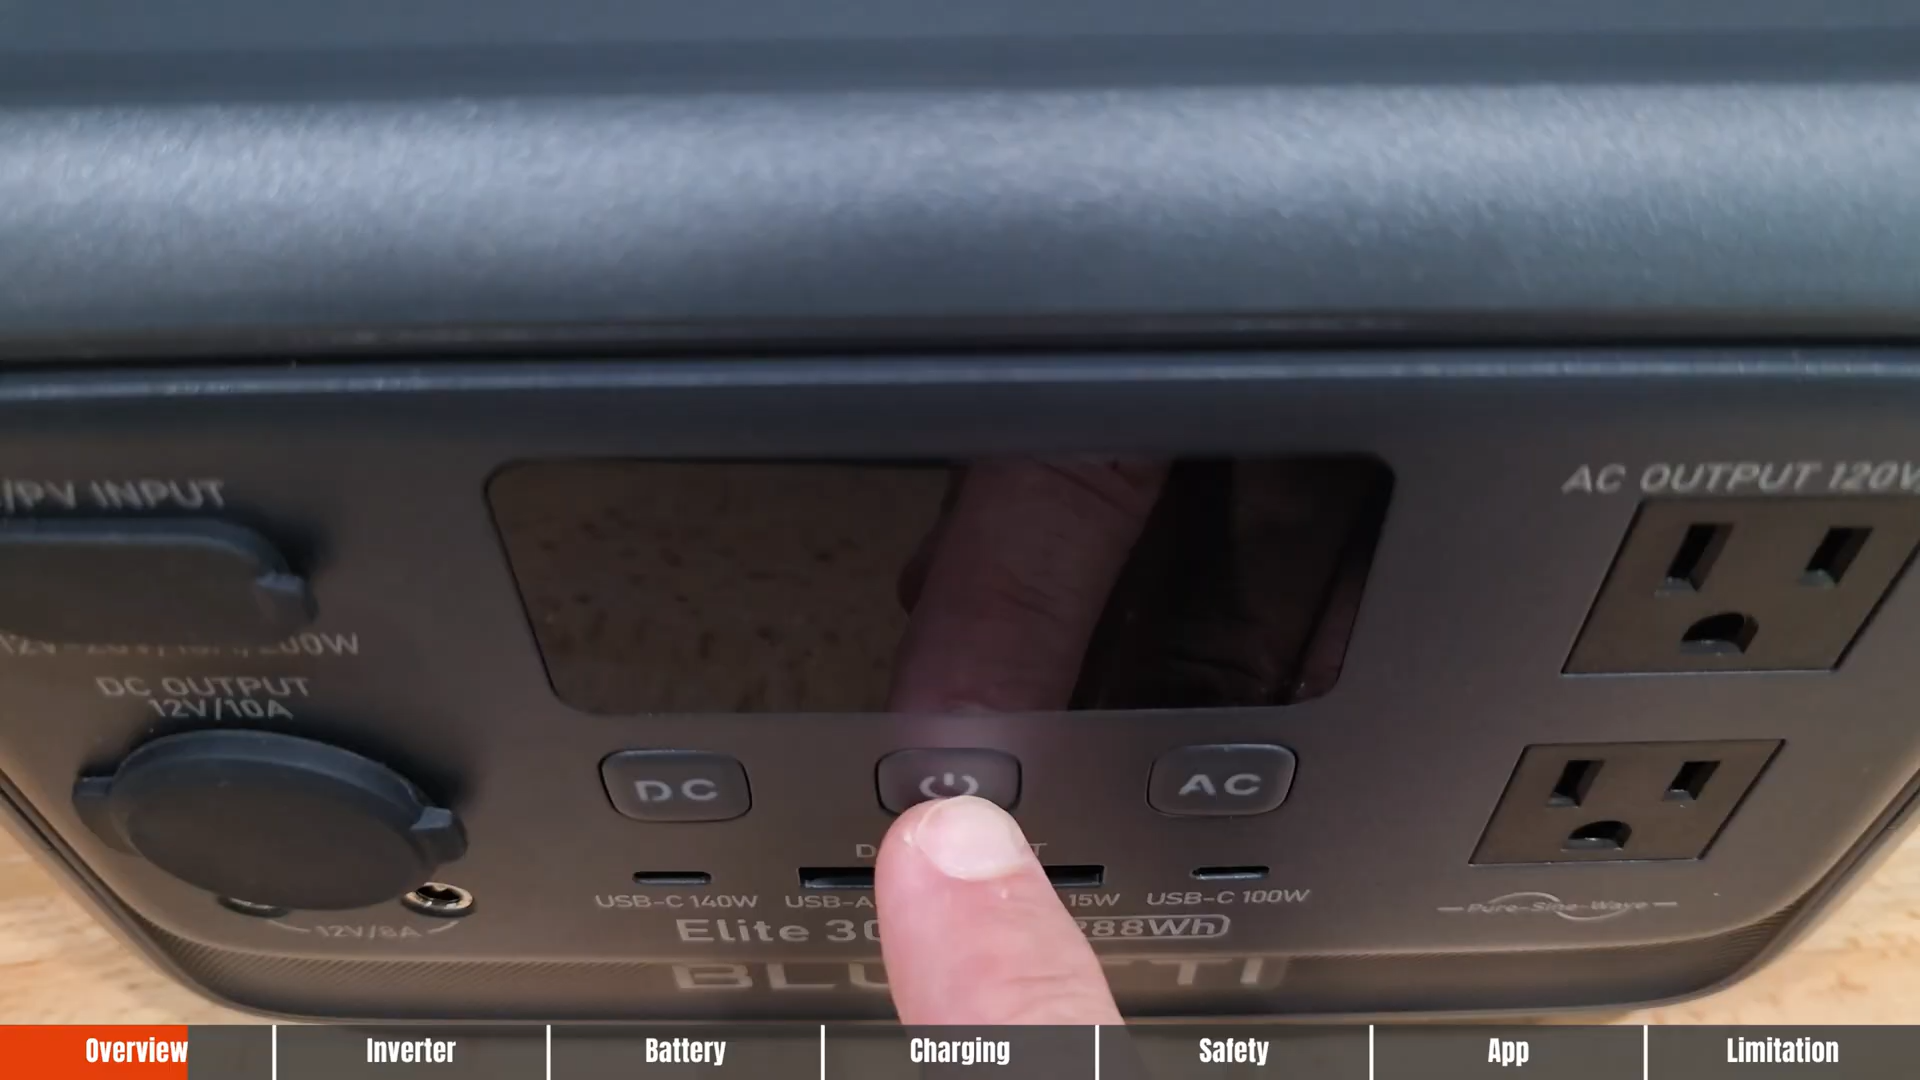 /PV INPUT
AC OUTPUT 120V
DC OUTPUT
12V/10A
DC
AC
USB-C 140W
USB-A
15W
USB-C 100W
12V/8A
Elite
288Wh
Pure Sine Wave
Overview
Inverter
Battery
Charging
Safety
App
Limitation